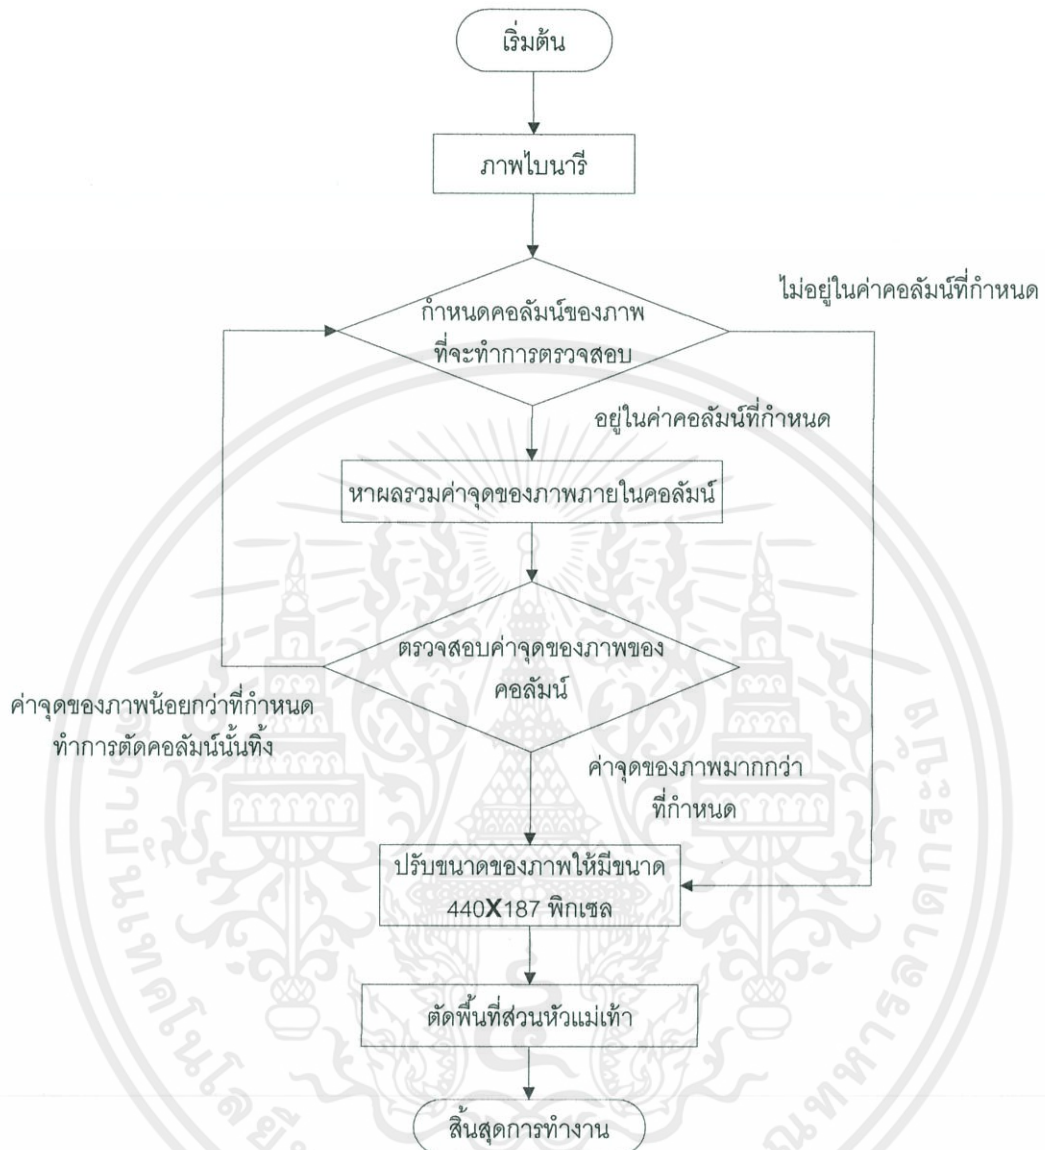 เริ่มต้น
ภาพไบนารี
กำหนดคอลัมน์ของภาพ
ที่จะทำการตรวจสอบ
ไม่อยู่ในค่าคอลัมน์ที่กำหนด
อยู่ในค่าคอลัมน์ที่กำหนด
หาผลรวมค่าจุดของภาพภายในคอลัมน์
ตรวจสอบค่าจุดของภาพของ
คอลัมน์
ค่าจุดของภาพน้อยกว่าที่กำหนด
ทำการตัดคอลัมน์นั้นทิ้ง
ค่าจุดของภาพมากกว่า
ที่กำหนด
ปรับขนาดของภาพให้มีขนาด
440X187 พิกเซล
ตัดพื้นที่ส่วนหัวแม่เท้า
สิ้นสุดการทำงาน